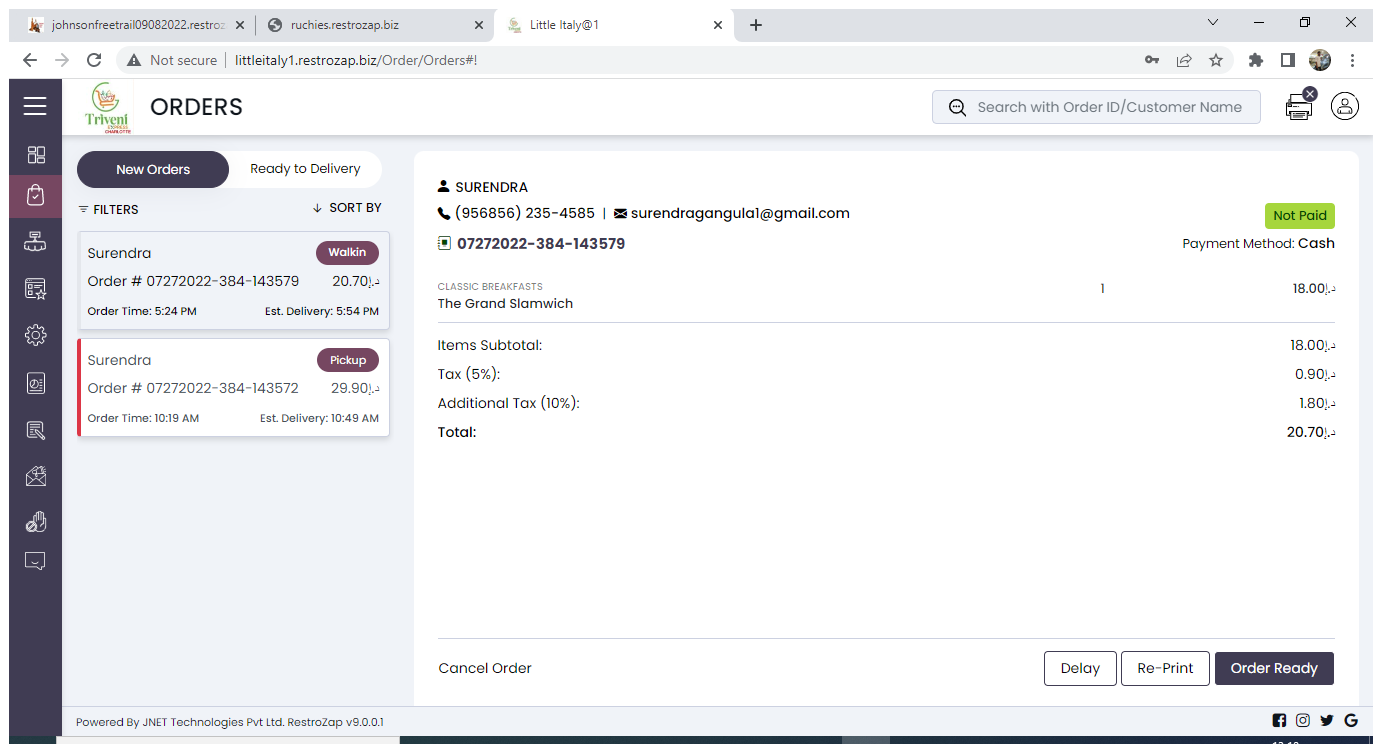 johnsonfreetrail09082022.restroz
ruchies.restrozap.biz
Little Italy@1
Not secure | littleitaly1.restrozap.biz/Order/Orders#!
Triveni
EXPRESS
CHARLOTTE
ORDERS
Search with Order ID/Customer Name
New Orders
Ready to Delivery
FILTERS
SORT BY
Surendra Walkin
Order # 07272022-384-143579 20.70د.إ
Order Time: 5:24 PM Est. Delivery: 5:54 PM
Surendra Pickup
Order # 07272022-384-143572 29.90د.إ
Order Time: 10:19 AM Est. Delivery: 10:49 AM
SURENDRA
(956856) 235-4585 | surendragangula1@gmail.com
Not Paid
07272022-384-143579
Payment Method: Cash
CLASSIC BREAKFASTS
The Grand Slamwich 1 18.00د.إ
Items Subtotal: 18.00د.إ
Tax (5%): 0.90د.إ
Additional Tax (10%): 1.80د.إ
Total: 20.70د.إ
Cancel Order
Delay
Re-Print
Order Ready
Powered By JNET Technologies Pvt Ltd. RestroZap v9.0.0.1